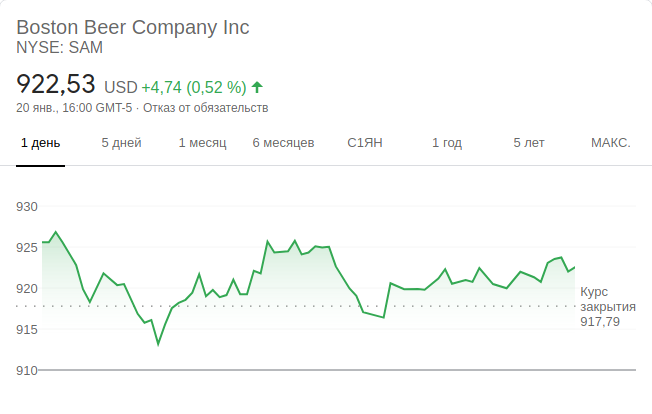 Boston Beer Company Inc
NYSE: SAM
922,53 USD +4,74 (0,52 %)
20 янв., 16:00 GMT-5 · Отказ от обязательств
1 день 5 дней 1 месяц 6 месяцев С1ЯН 1 год 5 лет МАКС.
930
925
920
915
910
Курс
закрытия
917,79